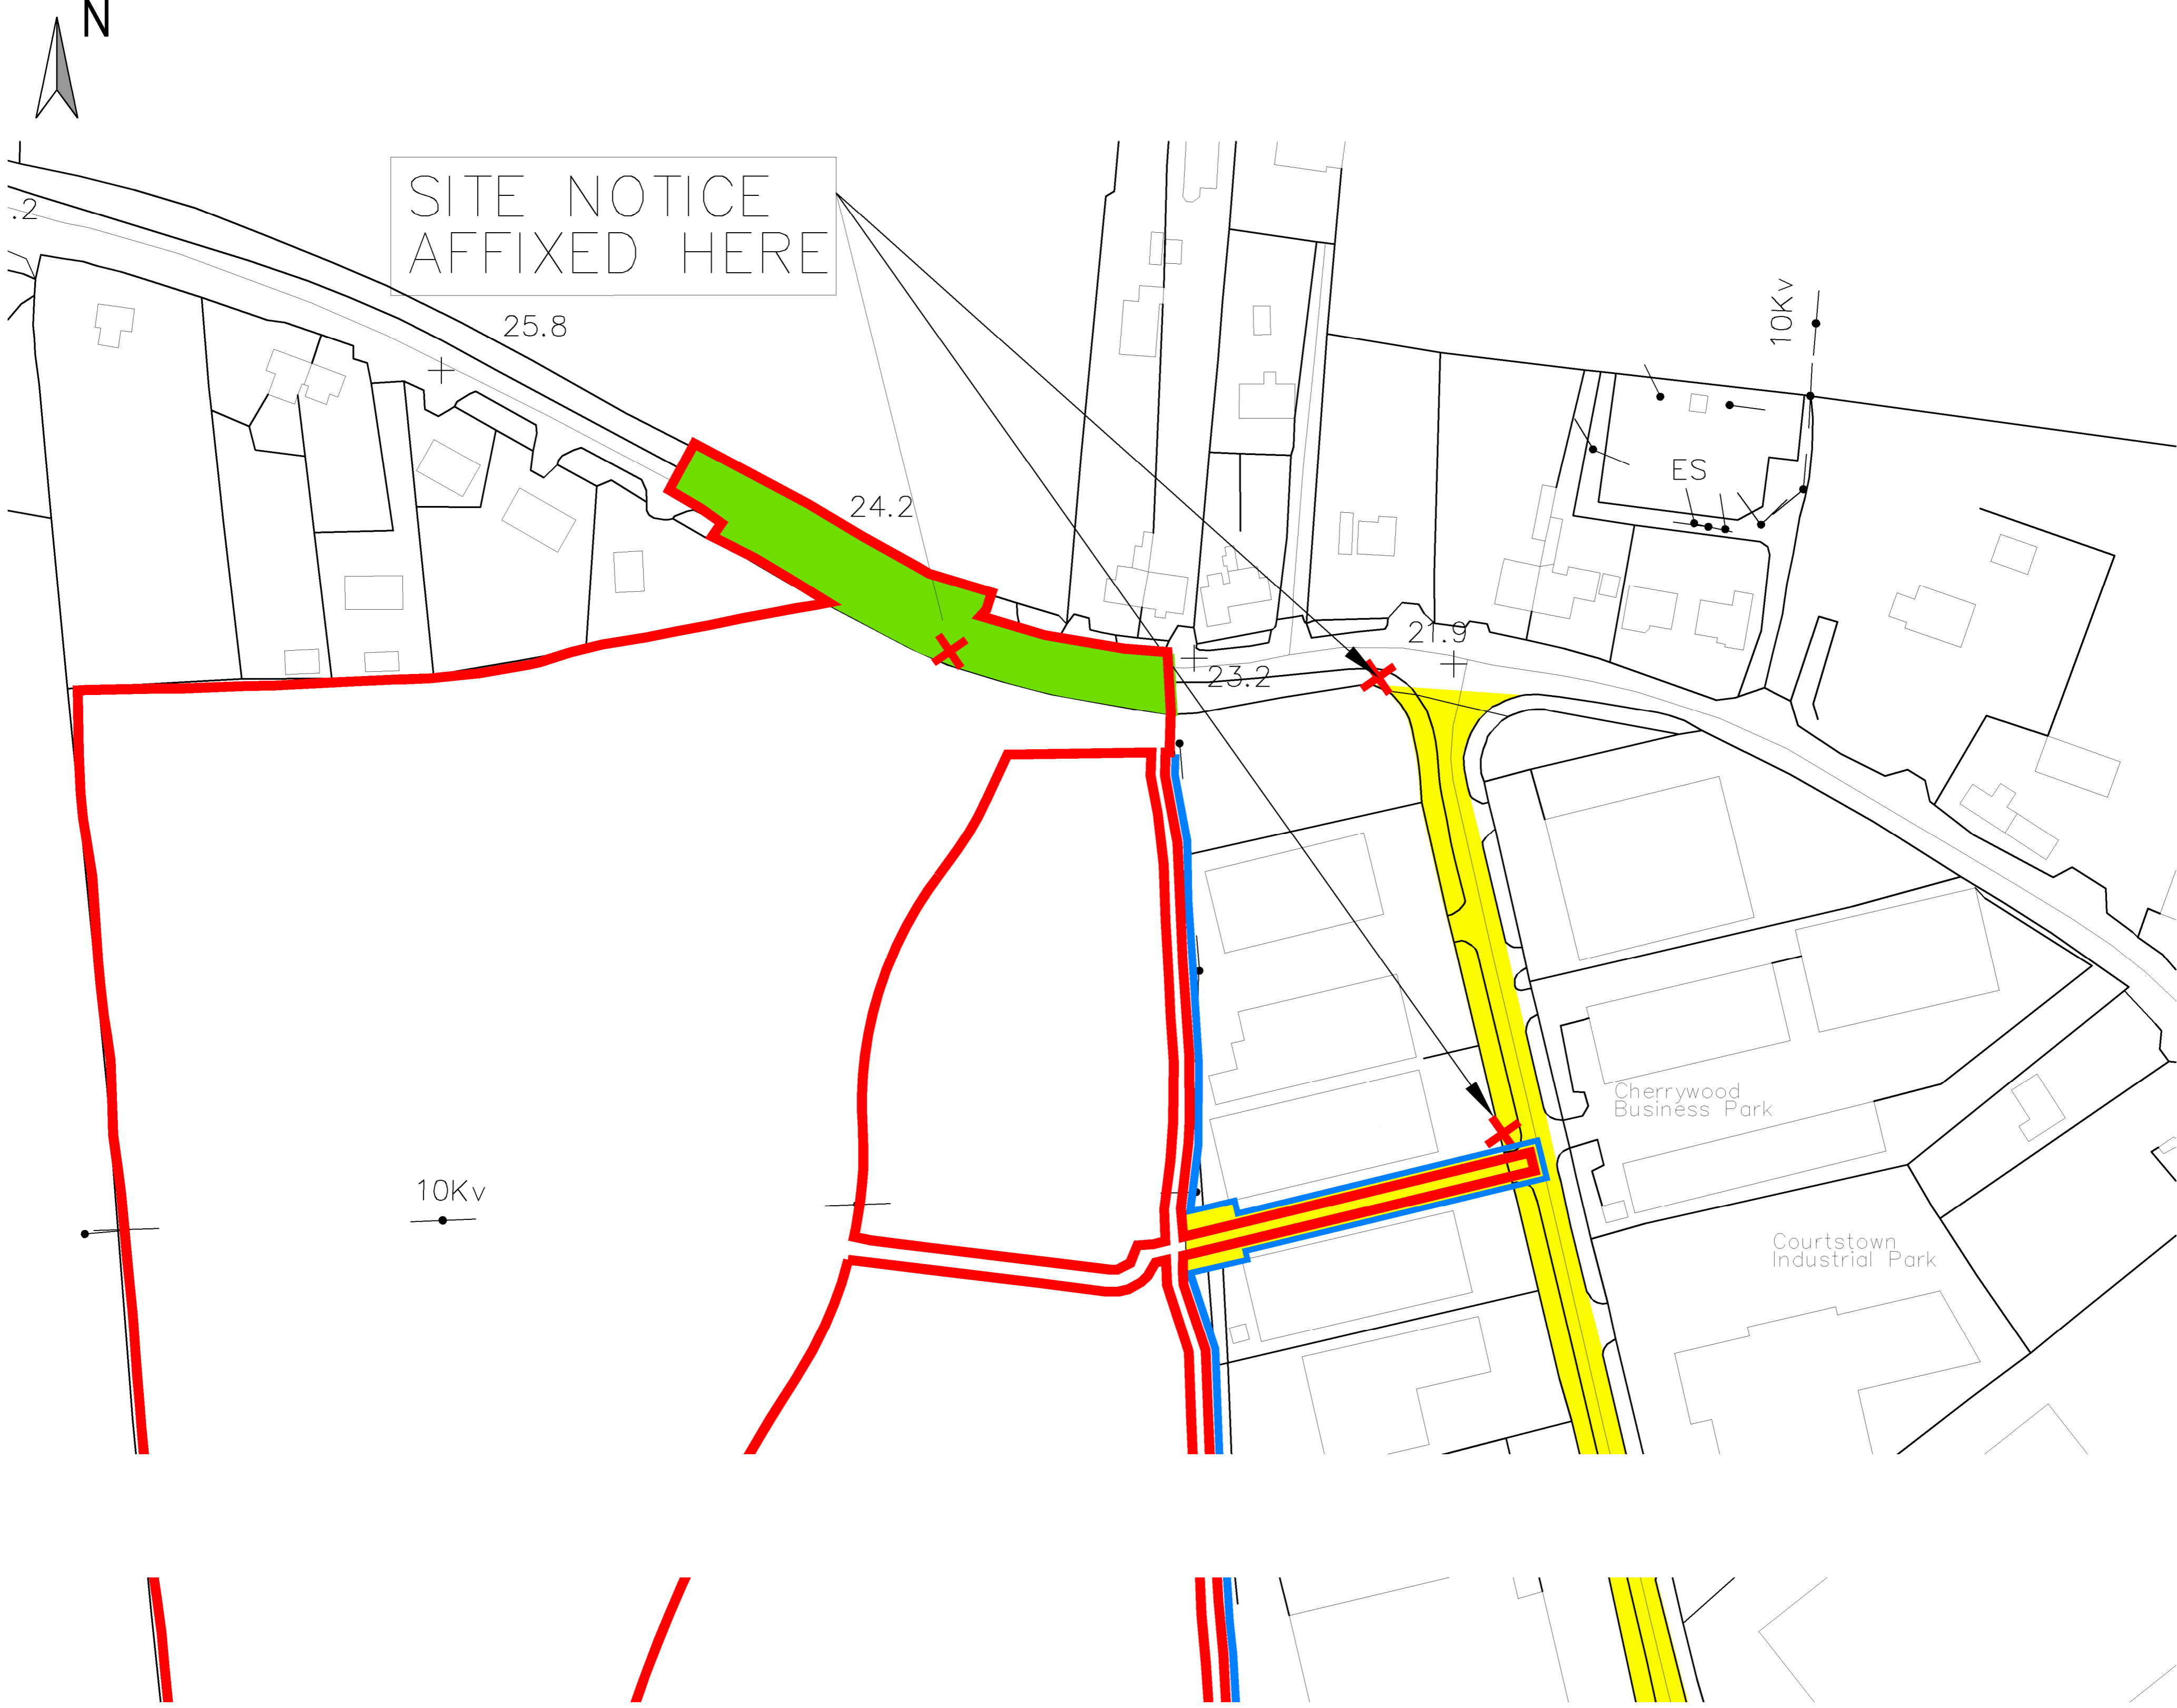 N
SITE NOTICE
AFFIXED HERE
.2
25.8
10Kv
24.2
ES
21.9
23.2
Cherrywood
Business Park
10Kv
Courtstown
Industrial Park